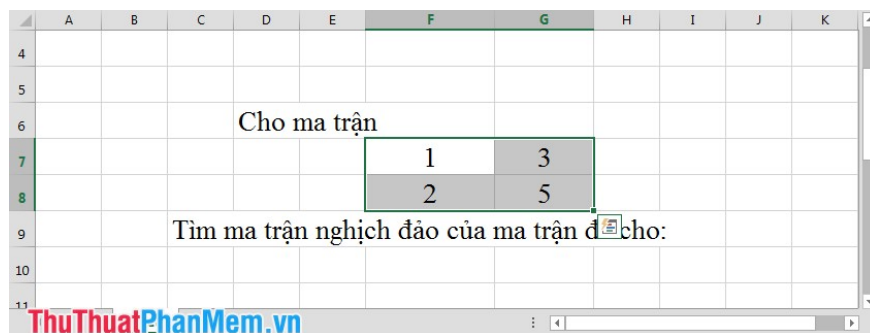 A B C D E F G H I J K
4
5
6 Cho ma trận
7 1 3
8 2 5
9 Tìm ma trận nghịch đảo của ma trận cho:
10
11
ThuThuatPhanMem.vn